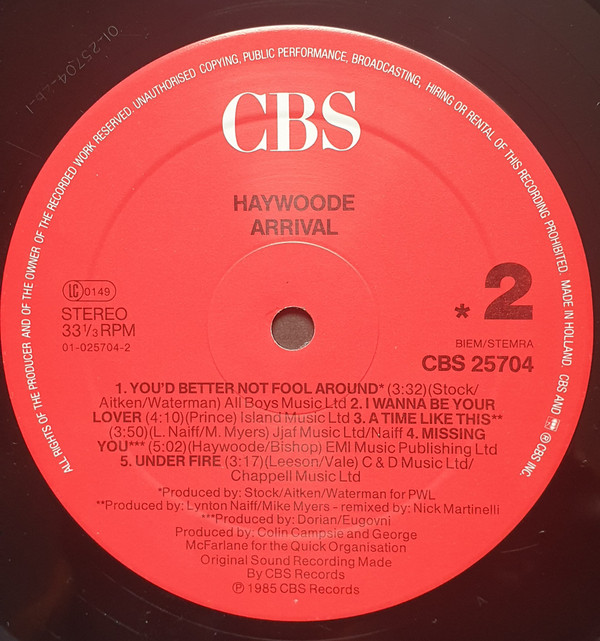 01-25704-2B-1
ALL RIGHTS OF THE PRODUCER AND OF THE OWNER OF THE RECORDED WORK RESERVED. UNAUTHORISED COPYING, PUBLIC PERFORMANCE, BROADCASTING, HIRING OR RENTAL OF THIS RECORDING PROHIBITED. MADE IN HOLLAND. CBS AND ℗ CBS INC.
CBS
HAYWOODE
ARRIVAL
LC 0149
STEREO
33 1/3 RPM
01-025704-2
* 2
BIEM/STEMRA
CBS 25704
1. YOU'D BETTER NOT FOOL AROUND* (3:32)(Stock/
Aitken/Waterman) All Boys Music Ltd 2. I WANNA BE YOUR
LOVER (4:10)(Prince) Island Music Ltd 3. A TIME LIKE THIS**
(3:50)(L. Naiff/M. Myers) Jjaf Music Ltd/Naiff 4. MISSING
YOU*** (5:02)(Haywoode/Bishop) EMI Music Publishing Ltd
5. UNDER FIRE (3:17)(Leeson/Vale) C & D Music Ltd/
Chappell Music Ltd
*Produced by: Stock/Aitken/Waterman for PWL
**Produced by: Lynton Naiff/Mike Myers - remixed by: Nick Martinelli
***Produced by: Dorian/Eugovni
Produced by: Colin Campsie and George
McFarlane for the Quick Organisation
Original Sound Recording Made
By CBS Records
℗ 1985 CBS Records